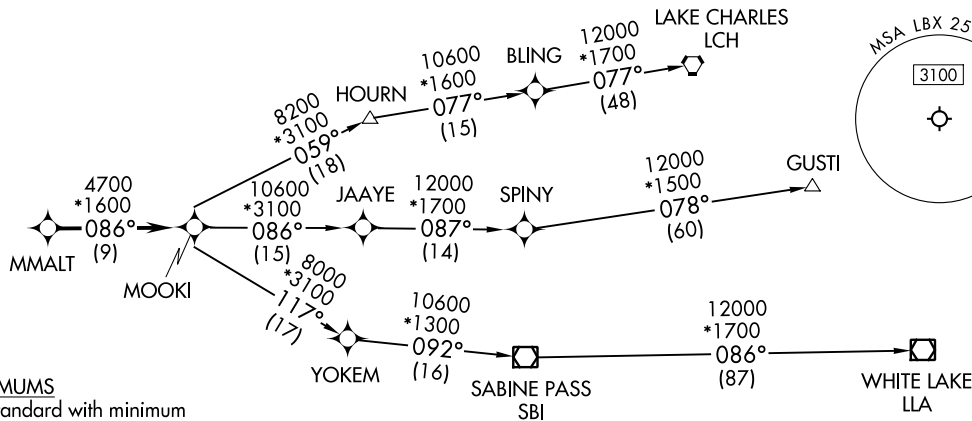 LAKE CHARLES
LCH
MSA LBX 25
3100
12000
*1700
077°
(48)
BLING
10600
*1600
077°
(15)
HOURN
8200
*3100
059°
(18)
4700
*1600
086°
(9)
MMALT
MOOKI
10600
*3100
086°
(15)
JAAYE
12000
*1700
087°
(14)
SPINY
12000
*1500
078°
(60)
GUSTI
8000
*3100
117°
(17)
YOKEM
10600
*1300
092°
(16)
SABINE PASS
SBI
12000
*1700
086°
(87)
WHITE LAKE
LLA
MUMS
andard with minimum